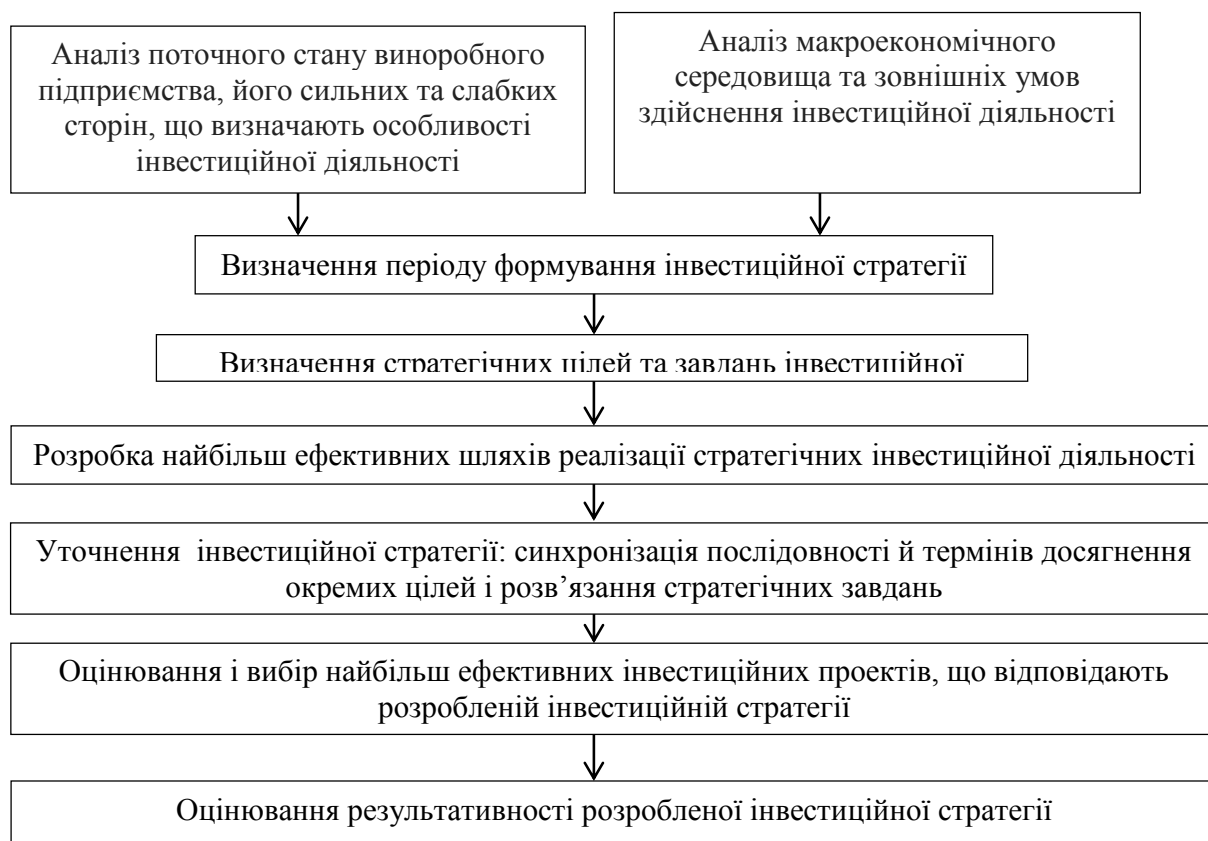 Аналіз поточного стану виноробного
підприємства, його сильних та слабких
сторін, що визначають особливості
інвестиційної діяльності
Аналіз макроекономічного
середовища та зовнішніх умов
здійснення інвестиційної діяльності
Визначення періоду формування інвестиційної стратегії
Визначення стратегічних цілей та завдань інвестиційної
Розробка найбільш ефективних шляхів реалізації стратегічних інвестиційної діяльності
Уточнення інвестиційної стратегії: синхронізація послідовності й термінів досягнення
окремих цілей і розв’язання стратегічних завдань
Оцінювання і вибір найбільш ефективних інвестиційних проектів, що відповідають
розробленій інвестиційній стратегії
Оцінювання результативності розробленої інвестиційної стратегії